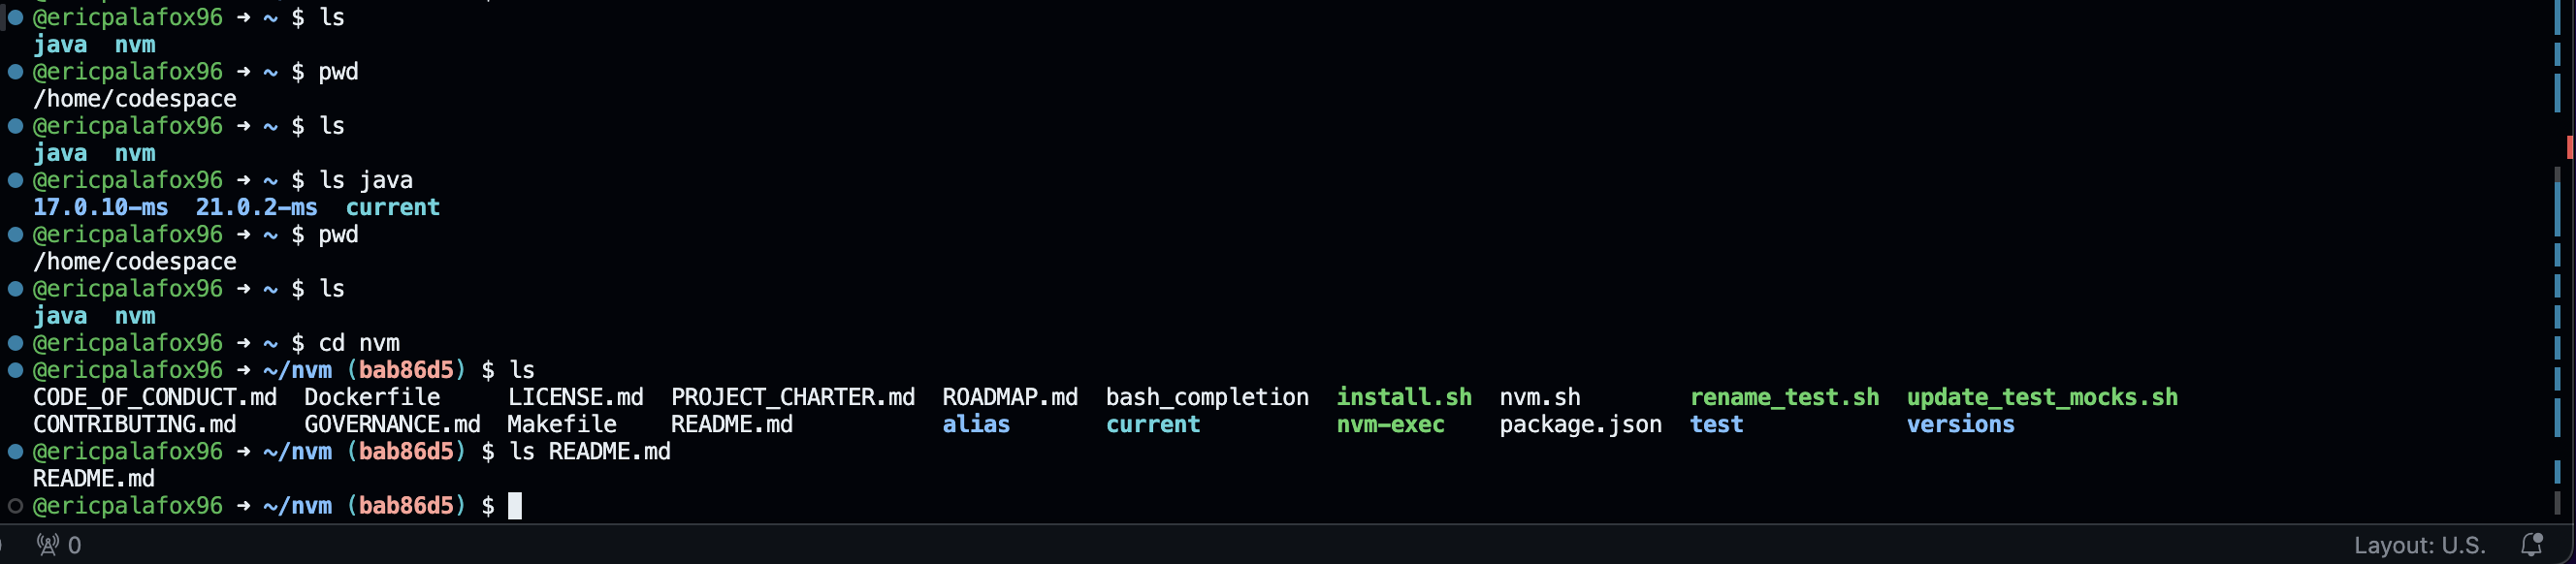 @ericpalafox96 ➜ ~ $ ls
java  nvm
@ericpalafox96 ➜ ~ $ pwd
/home/codespace
@ericpalafox96 ➜ ~ $ ls
java  nvm
@ericpalafox96 ➜ ~ $ ls java
17.0.10-ms  21.0.2-ms  current
@ericpalafox96 ➜ ~ $ pwd
/home/codespace
@ericpalafox96 ➜ ~ $ ls
java  nvm
@ericpalafox96 ➜ ~ $ cd nvm
@ericpalafox96 ➜ ~/nvm (bab86d5) $ ls
CODE_OF_CONDUCT.md  Dockerfile     LICENSE.md  PROJECT_CHARTER.md  ROADMAP.md  bash_completion  install.sh  nvm.sh        rename_test.sh  update_test_mocks.sh
CONTRIBUTING.md     GOVERNANCE.md  Makefile    README.md           alias       current          nvm-exec    package.json  test            versions
@ericpalafox96 ➜ ~/nvm (bab86d5) $ ls README.md
README.md
@ericpalafox96 ➜ ~/nvm (bab86d5) $
0 Layout: U.S.